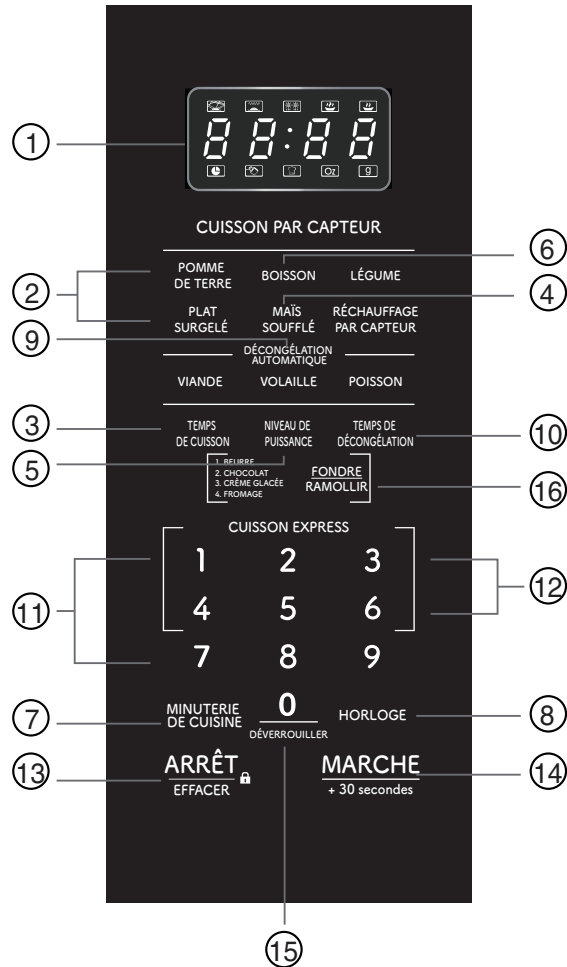 88:88
Oz
g
1
CUISSON PAR CAPTEUR
6
POMME
DE TERRE
BOISSON
LÉGUME
2
4
PLAT
SURGELÉ
MAÏS
SOUFFLÉ
RÉCHAUFFAGE
PAR CAPTEUR
9
DÉCONGÉLATION
AUTOMATIQUE
VIANDE
VOLAILLE
POISSON
3
TEMPS
DE CUISSON
NIVEAU DE
PUISSANCE
TEMPS DE
DÉCONGÉLATION
10
5
1. BEURRE
2. CHOCOLAT
3. CRÈME GLACÉE
4. FROMAGE
FONDRE
RAMOLLIR
16
CUISSON EXPRESS
1 2 3
11
12
4 5 6
7 8 9
7
MINUTERIE
DE CUISINE
0
DÉVERROUILLER
HORLOGE
8
13
ARRÊT
EFFACER
MARCHE
+ 30 secondes
14
15